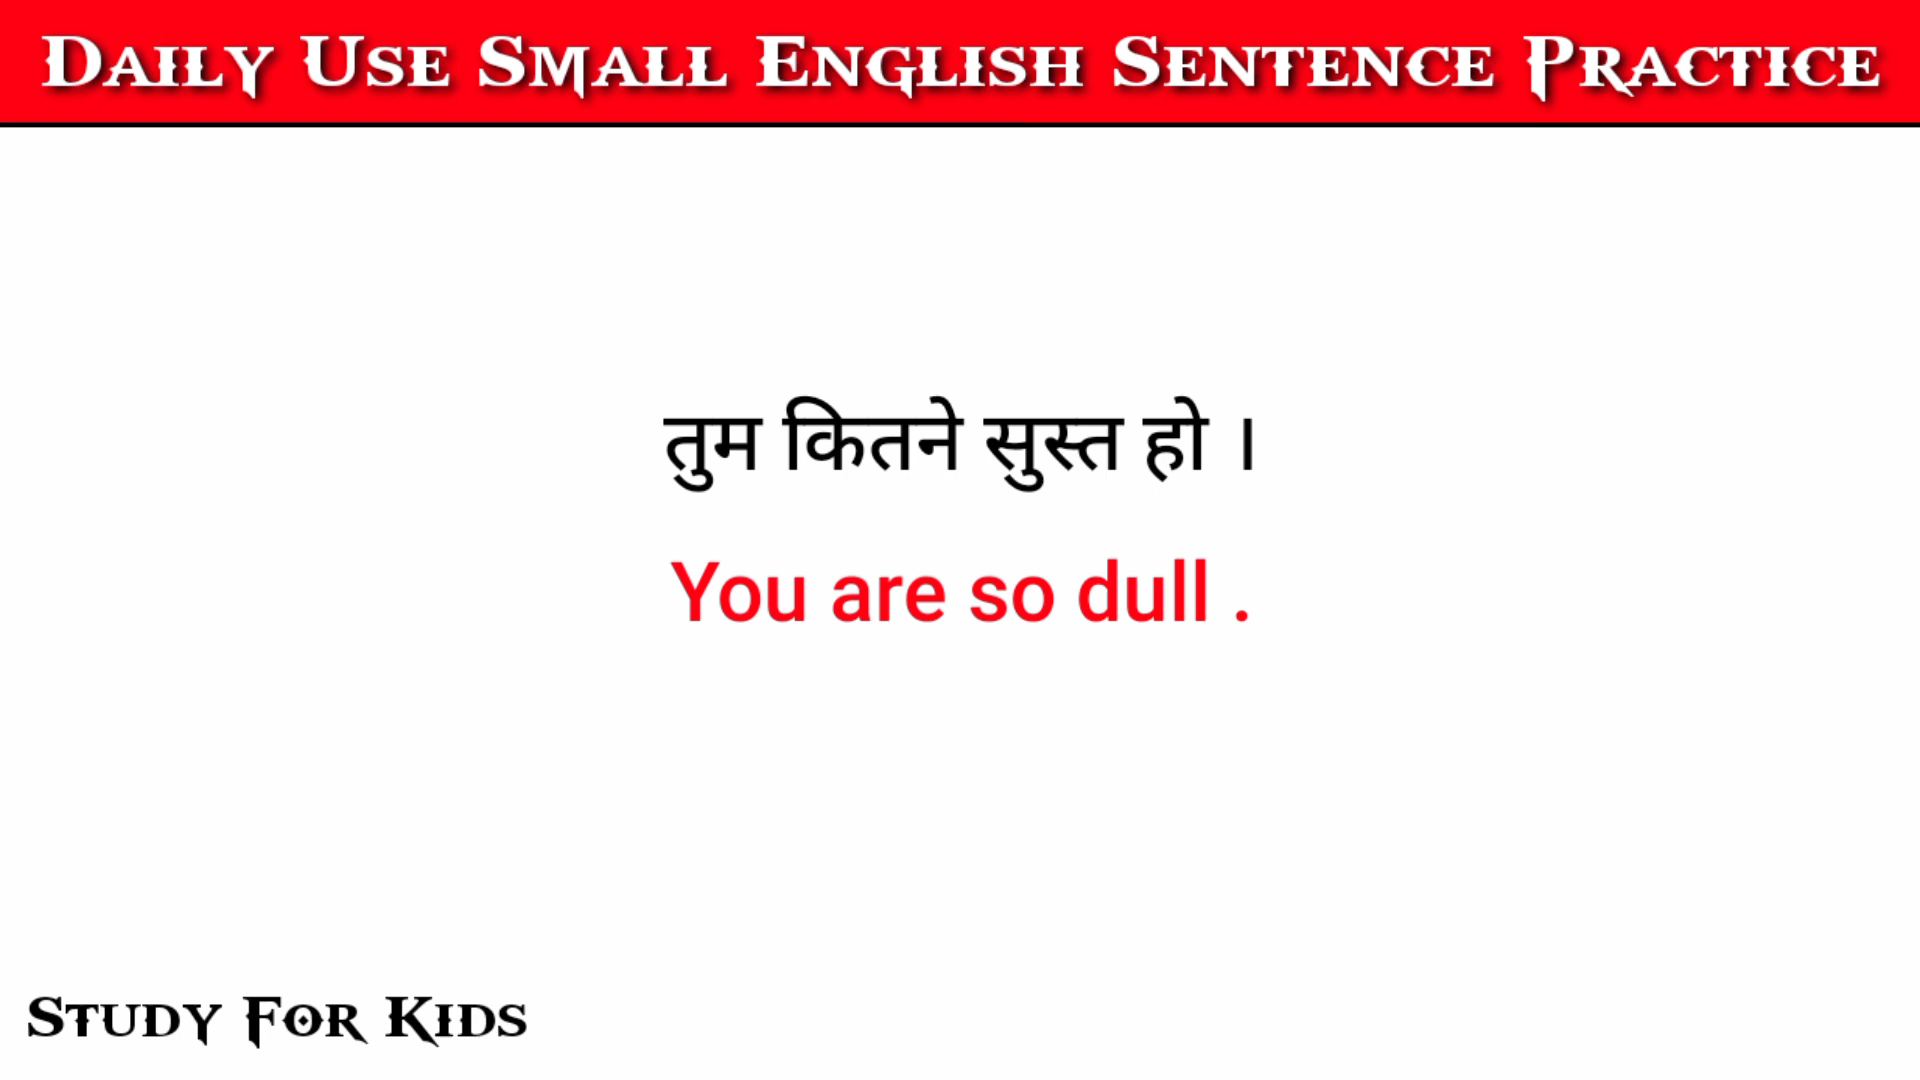 Daily Use Small English Sentence Practice
तुम कितने सुस्त हो ।
You are so dull .
Study For Kids